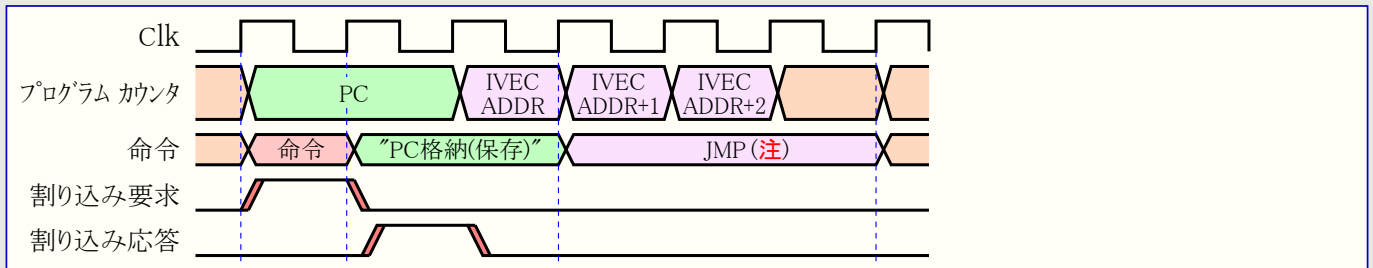 Clk
プログラム カウンタ
PC
IVEC
ADDR
IVEC
ADDR+1
IVEC
ADDR+2
命令
命令
"PC格納(保存)"
JMP(注)
割り込み要求
割り込み応答